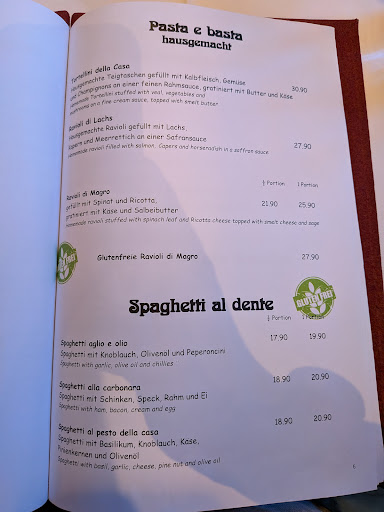 Pasta e basta
hausgemacht
Tortellini della Casa
Hausgemachte Teigtaschen gefüllt mit Kalbfleisch, Gemüse
und Champignons an einer feinen Rahmsauce, gratiniert mit Butter und Käse 30.90
Homemade Tortellini stuffed with veal, vegetables and
mushrooms on a fine cream sauce, topped with smelt butter
Ravioli di Lachs
Hausgemachte Ravioli gefüllt mit Lachs,
Kapern und Meerrettich an einer Safransauce 27.90
Homemade ravioli filled with salmon, Capers and horseradish in a saffron sauce
½ Portion 1 Portion
Ravioli di Magro
gefüllt mit Spinat und Ricotta, 21.90 25.90
gratiniert mit Käse und Salbeibutter
Homemade ravioli stuffed with spinach leaf and Ricotta cheese topped with smelt cheese and sage
Glutenfreie Ravioli di Magro 27.90
Spaghetti al dente
GLUTEN FREE
½ Portion 1 Portion
Spaghetti aglio e olio 17.90 19.90
Spaghetti mit Knoblauch, Olivenöl und Peperoncini
Spaghetti with garlic, olive oil and chillies
Spaghetti alla carbonara 18.90 20.90
Spaghetti mit Schinken, Speck, Rahm und Ei
Spaghetti with ham, bacon, cream and egg
Spaghetti al pesto della casa 18.90 20.90
Spaghetti mit Basilikum, Knoblauch, Käse,
Pinienkernen und Olivenöl
Spaghetti with basil, garlic, cheese, pine nut and olive oil
6